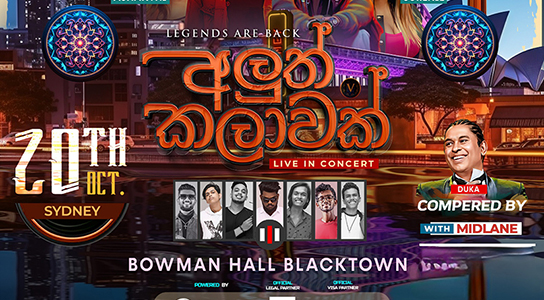 LEGENDS ARE BACK
අලුත්
කලාවක්
LIVE IN CONCERT
20TH
OCT.
SYDNEY
DUKA
COMPERED BY
WITH MIDLANE
BOWMAN HALL BLACKTOWN
POWERED BY
OFFICIAL
LEGAL PARTNER
OFFICIAL
VISA PARTNER